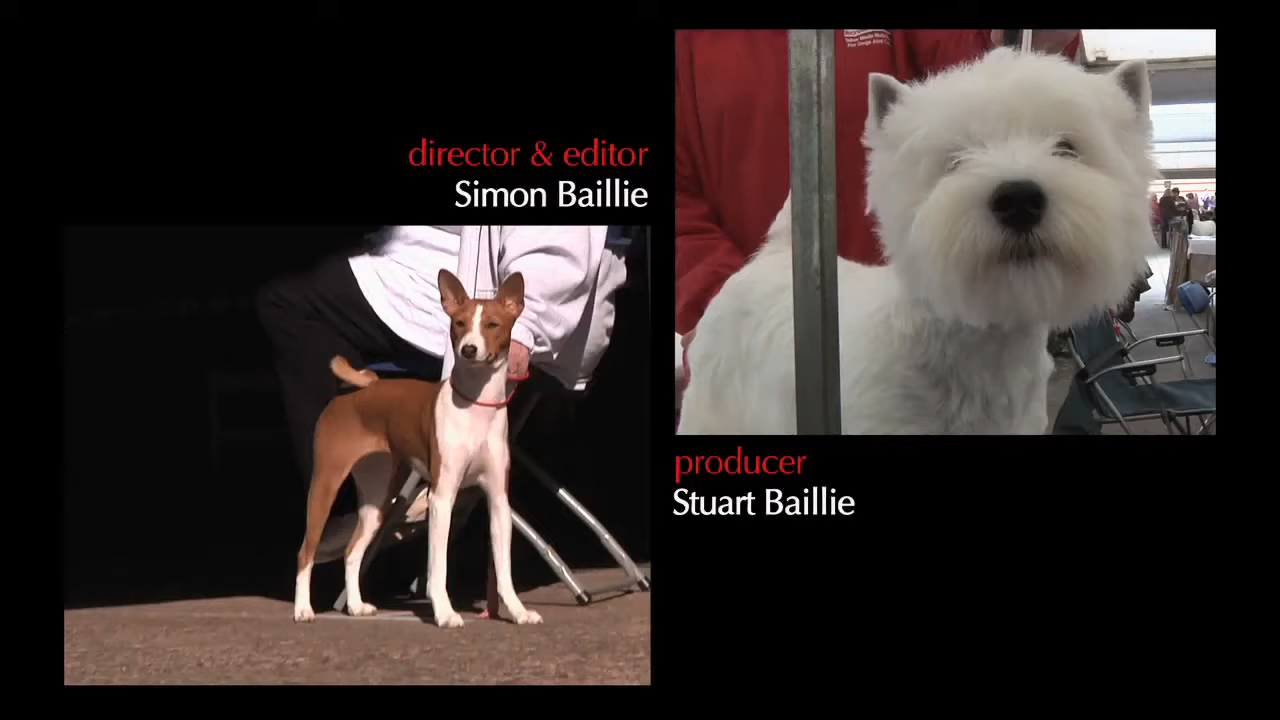 director & editor
Simon Baillie
producer
Stuart Baillie